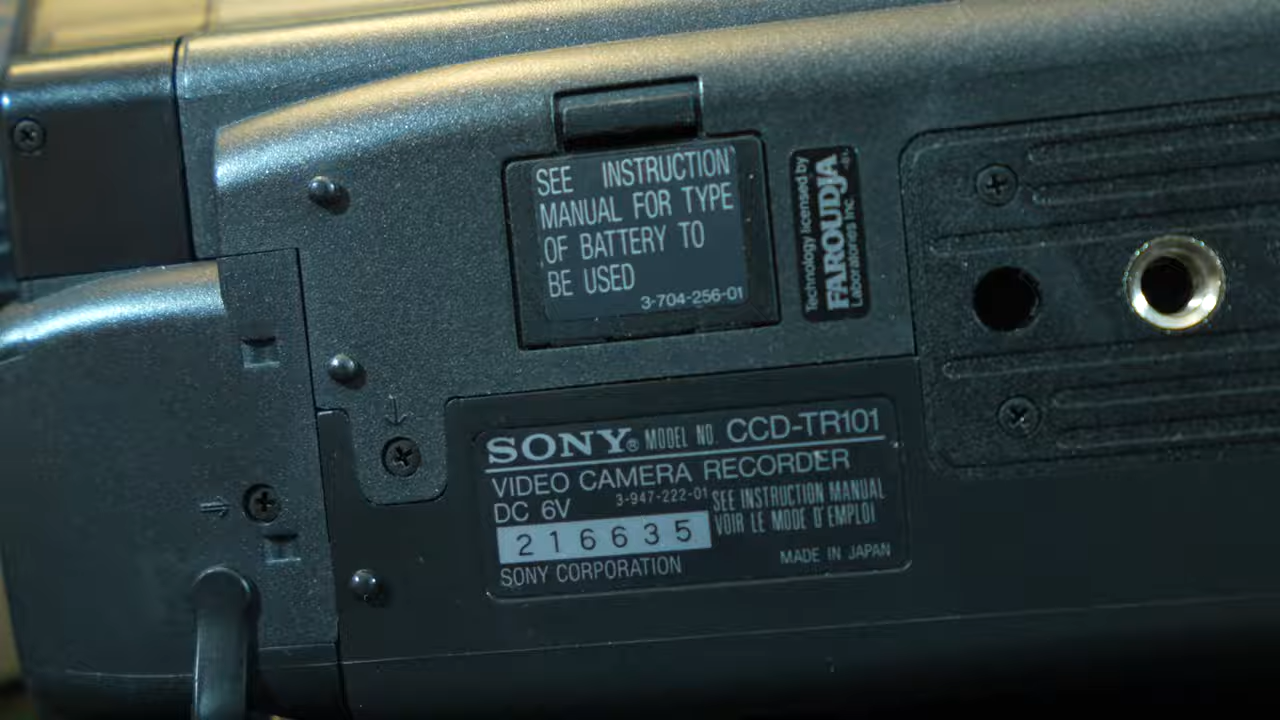 SEE INSTRUCTION
MANUAL FOR TYPE
OF BATTERY TO
BE USED
3-704-256-01
Technology licensed by
FAROUDJA
Laboratories Inc.
SONY® MODEL NO. CCD-TR101
VIDEO CAMERA RECORDER
DC 6V 3-947-222-01 SEE INSTRUCTION MANUAL
VOIR LE MODE D'EMPLOI
216635
SONY CORPORATION MADE IN JAPAN